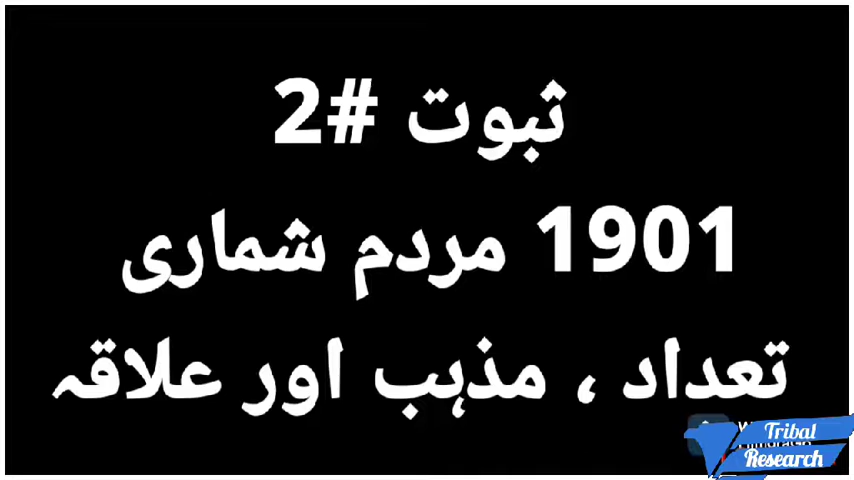 ثبوت #2
1901 مردم شماری
تعداد ، مذہب اور علاقہ
Tribal
Research